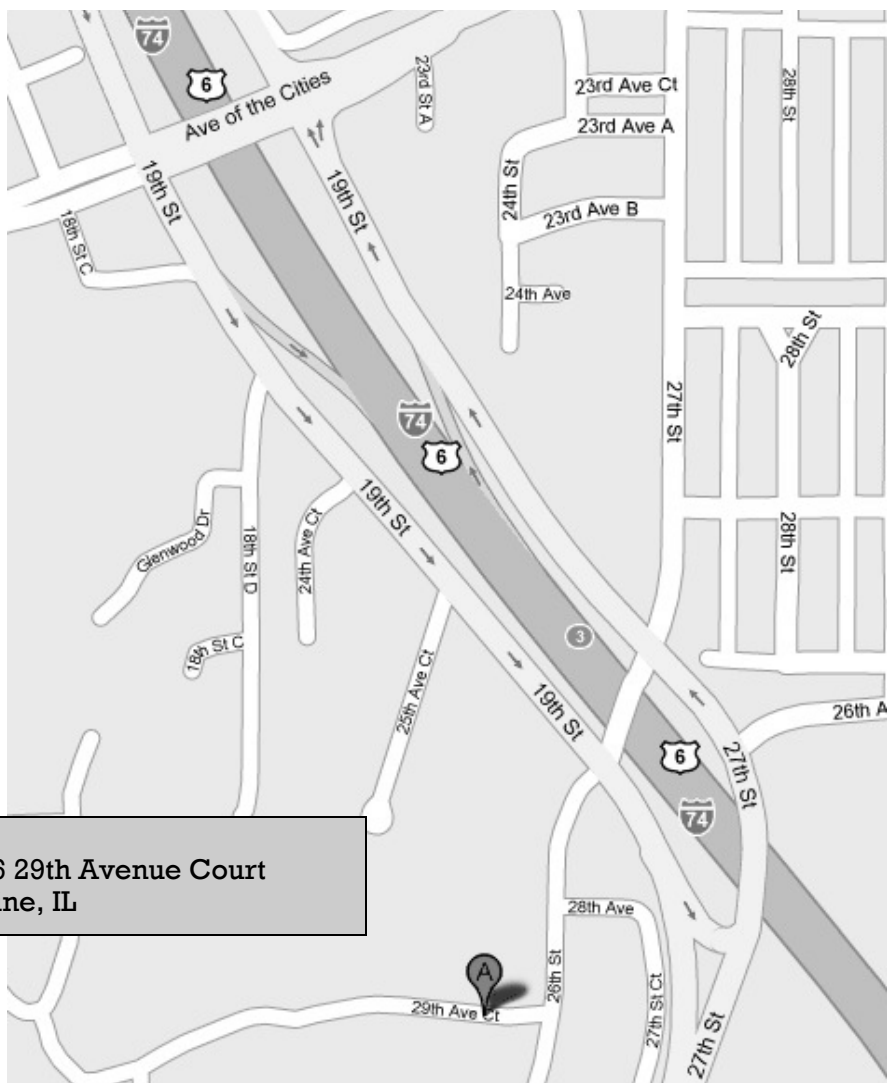 74
6
Ave of the Cities
23rd St A
23rd Ave Ct
23rd Ave A
28th St
19th St
19th St
24th St
23rd Ave B
18th St C
24th Ave
28th St
27th St
74
6
19th St
Glenwood Dr
18th St D
24th Ave Ct
28th St
3
18th St C
25th Ave Ct
19th St
26th A
6
27th St
74
29th Avenue Court
IL
28th Ave
A
26th St
29th Ave Ct
27th St Ct
27th St